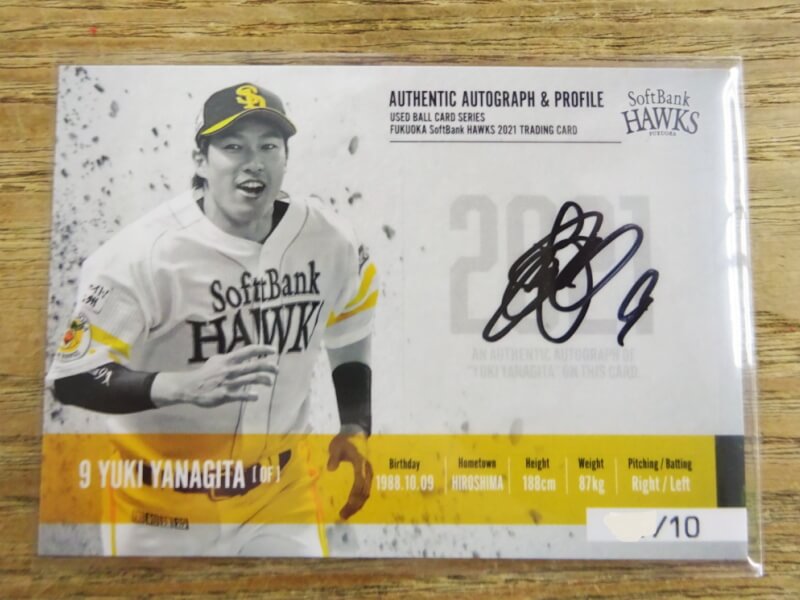 AUTHENTIC AUTOGRAPH & PROFILE
USED BALL CARD SERIES
FUKUOKA SoftBank HAWKS 2021 TRADING CARD
SoftBank
HAWKS
FUKUOKA
SoftBank
HAWK
2021
AN AUTHENTIC AUTOGRAPH OF
"YUKI YANAGITA" ON THIS CARD.
9 YUKI YANAGITA [OF]
Birthday
1988.10.09
Hometown
HIROSHIMA
Height
188cm
Weight
87kg
Pitching / Batting
Right / Left
/10